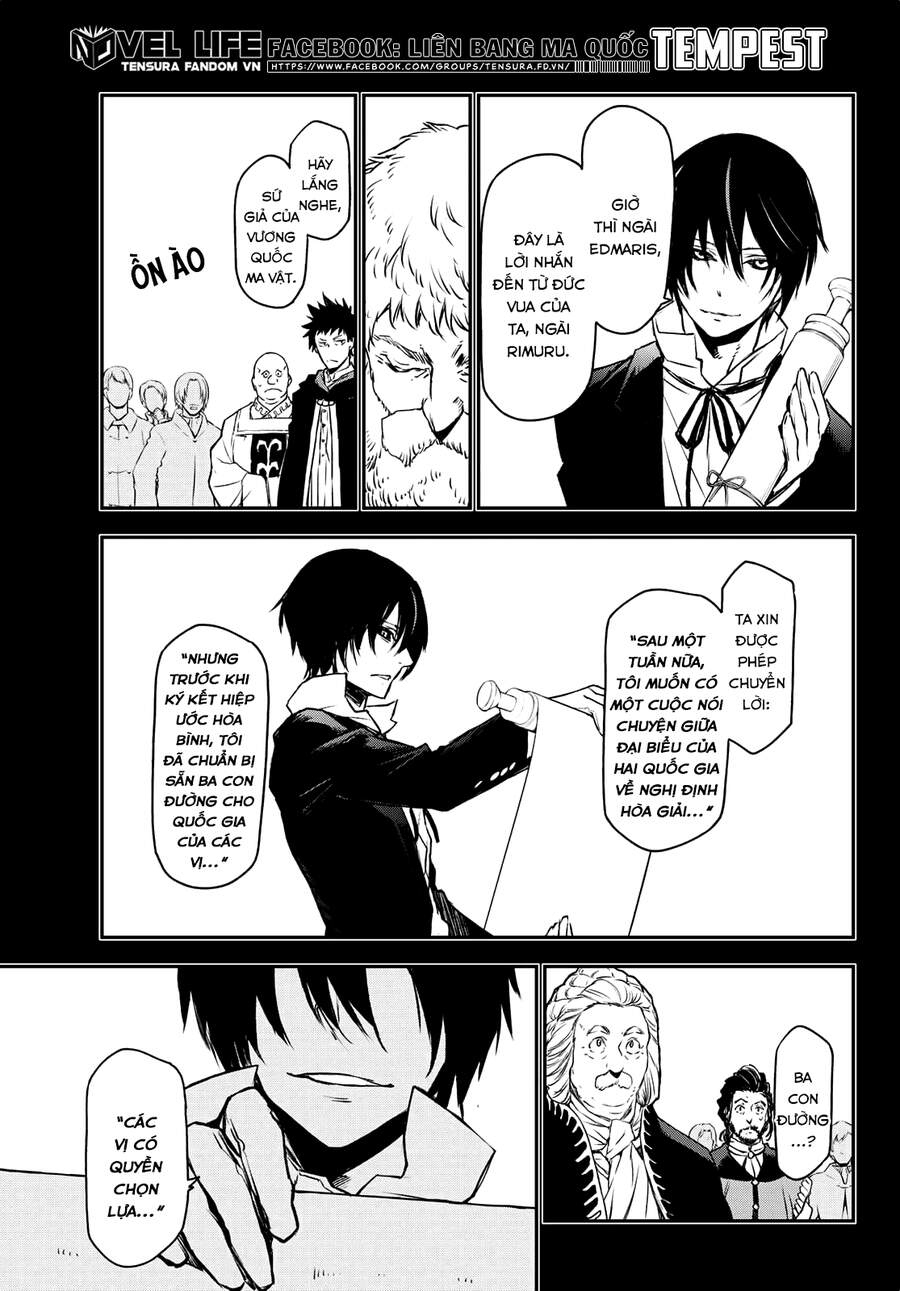 NOVEL LIFE
TENSURA FANDOM VN
FACEBOOK: LIÊN BANG MA QUỐC
HTTPS://WWW.FACEBOOK.COM/GROUPS/TENSURA.FD.VN/
TEMPEST
GIỜ
THÌ NGÀI
EDMARIS,
ĐÂY LÀ
LỜI NHẮN
ĐẾN TỪ ĐỨC
VUA CỦA
TA, NGÀI
RIMURU.
HÃY
LẮNG
NGHE,
SỨ
GIẢ CỦA
VƯƠNG
QUỐC
MA VẬT.
ỒN ÀO
TA XIN
ĐƯỢC
PHÉP
CHUYỂN
LỜI:
"SAU MỘT
TUẦN NỮA,
TÔI MUỐN CÓ
MỘT CUỘC NÓI
CHUYỆN GIỮA
ĐẠI BIỂU CỦA
HAI QUỐC GIA
VỀ NGHỊ ĐỊNH
HÒA GIẢI..."
"NHƯNG
TRƯỚC KHI
KÝ KẾT HIỆP
ƯỚC HÒA
BÌNH, TÔI
ĐÃ CHUẨN BỊ
SẴN BA CON
ĐƯỜNG CHO
QUỐC GIA
CỦA CÁC
VỊ..."
BA
CON
ĐƯỜNG
...?
"CÁC
VỊ CÓ
QUYỀN
CHỌN
LỰA..."